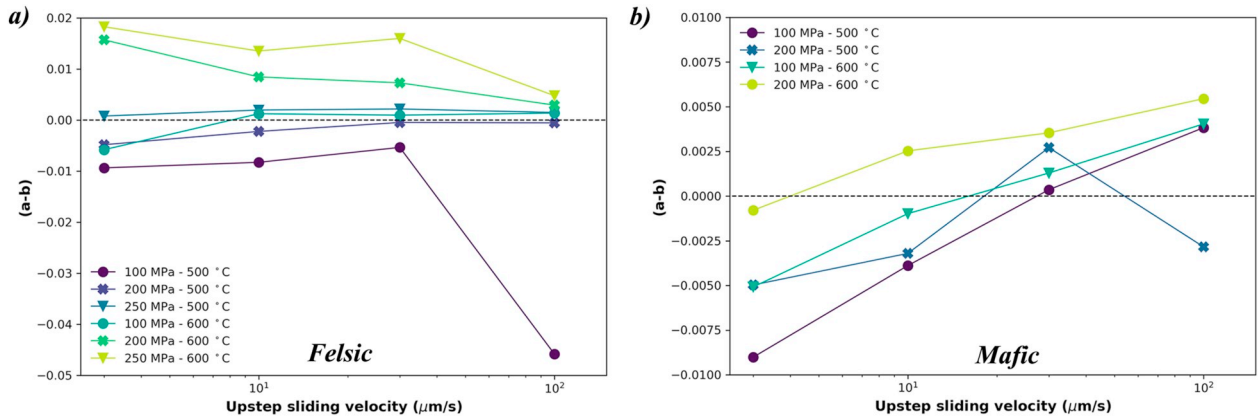 a)
0.02
0.01
0.00
−0.01
−0.02
−0.03
−0.04
−0.05
(a-b)
100 MPa - 500 °C
200 MPa - 500 °C
250 MPa - 500 °C
100 MPa - 600 °C
200 MPa - 600 °C
250 MPa - 600 °C
Felsic
10¹
10²
Upstep sliding velocity (μm/s)
b)
0.0100
0.0075
0.0050
0.0025
0.0000
−0.0025
−0.0050
−0.0075
−0.0100
(a-b)
100 MPa - 500 °C
200 MPa - 500 °C
100 MPa - 600 °C
200 MPa - 600 °C
Mafic
10¹
10²
Upstep sliding velocity (μm/s)